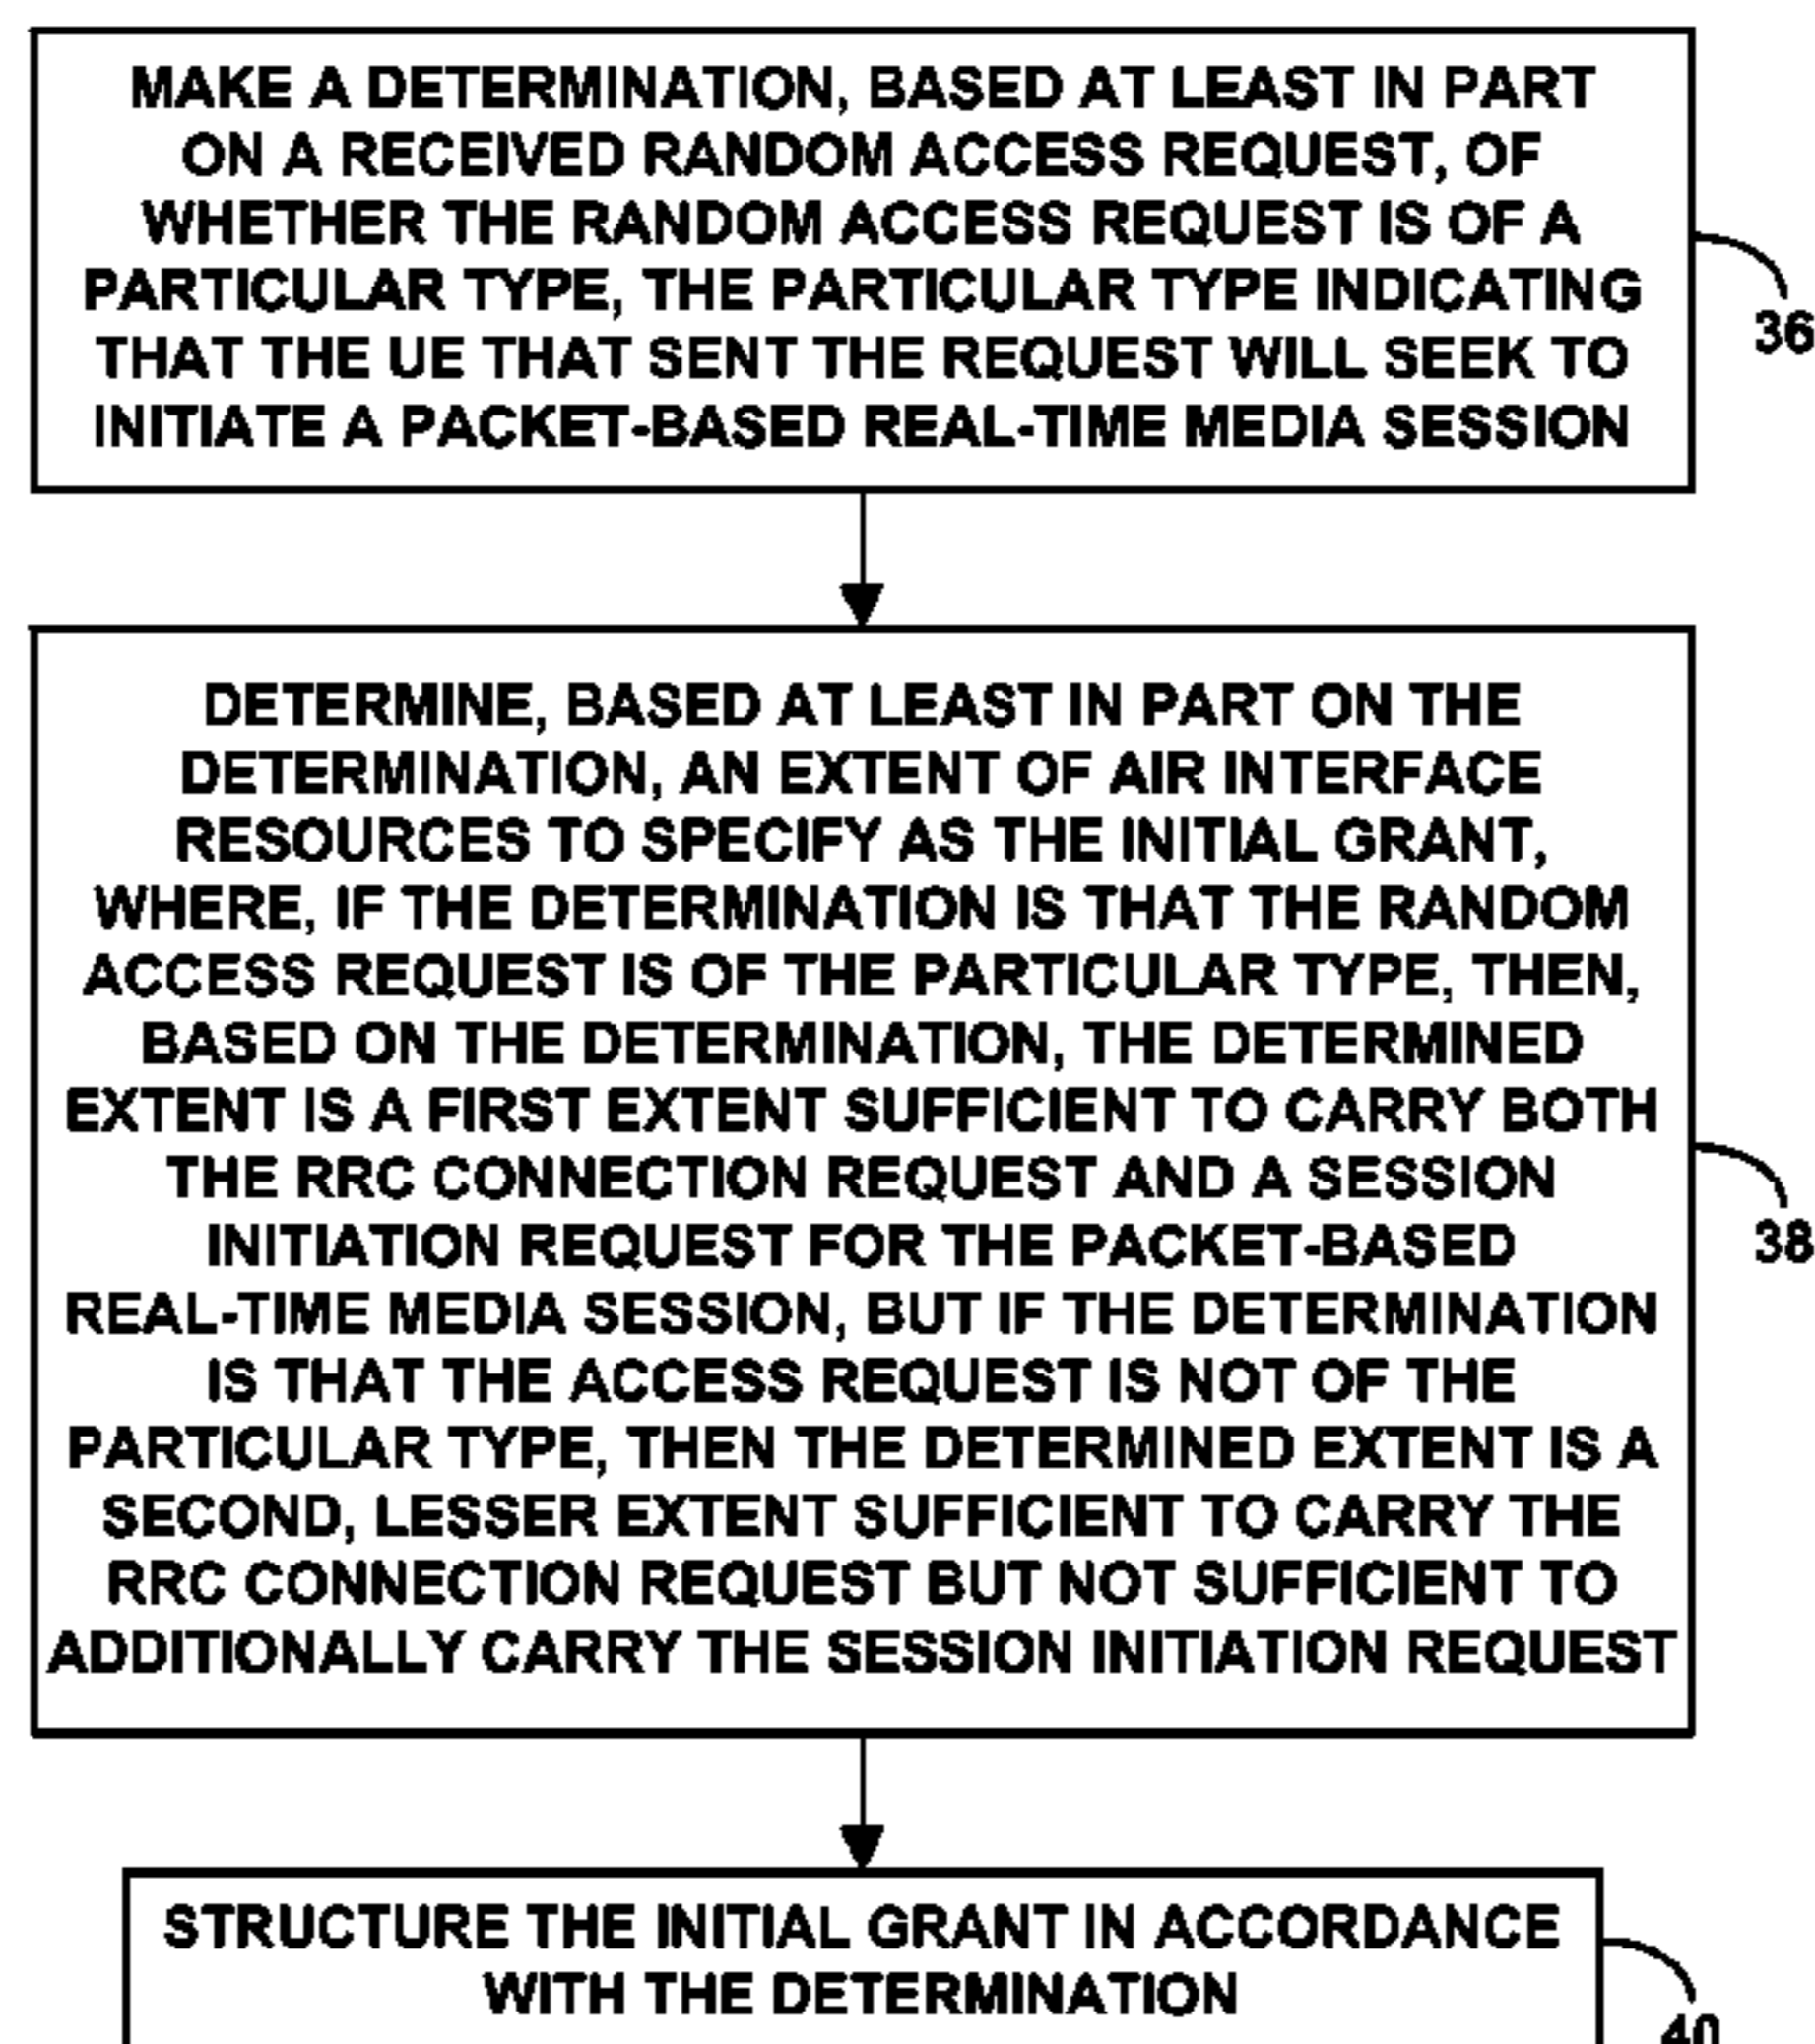 MAKE A DETERMINATION, BASED AT LEAST IN PART
ON A RECEIVED RANDOM ACCESS REQUEST, OF
WHETHER THE RANDOM ACCESS REQUEST IS OF A
PARTICULAR TYPE, THE PARTICULAR TYPE INDICATING
THAT THE UE THAT SENT THE REQUEST WILL SEEK TO
INITIATE A PACKET-BASED REAL-TIME MEDIA SESSION
36
DETERMINE, BASED AT LEAST IN PART ON THE
DETERMINATION, AN EXTENT OF AIR INTERFACE
RESOURCES TO SPECIFY AS THE INITIAL GRANT,
WHERE, IF THE DETERMINATION IS THAT THE RANDOM
ACCESS REQUEST IS OF THE PARTICULAR TYPE, THEN,
BASED ON THE DETERMINATION, THE DETERMINED
EXTENT IS A FIRST EXTENT SUFFICIENT TO CARRY BOTH
THE RRC CONNECTION REQUEST AND A SESSION
INITIATION REQUEST FOR THE PACKET-BASED
REAL-TIME MEDIA SESSION, BUT IF THE DETERMINATION
IS THAT THE ACCESS REQUEST IS NOT OF THE
PARTICULAR TYPE, THEN THE DETERMINED EXTENT IS A
SECOND, LESSER EXTENT SUFFICIENT TO CARRY THE
RRC CONNECTION REQUEST BUT NOT SUFFICIENT TO
ADDITIONALLY CARRY THE SESSION INITIATION REQUEST
38
STRUCTURE THE INITIAL GRANT IN ACCORDANCE
WITH THE DETERMINATION
40